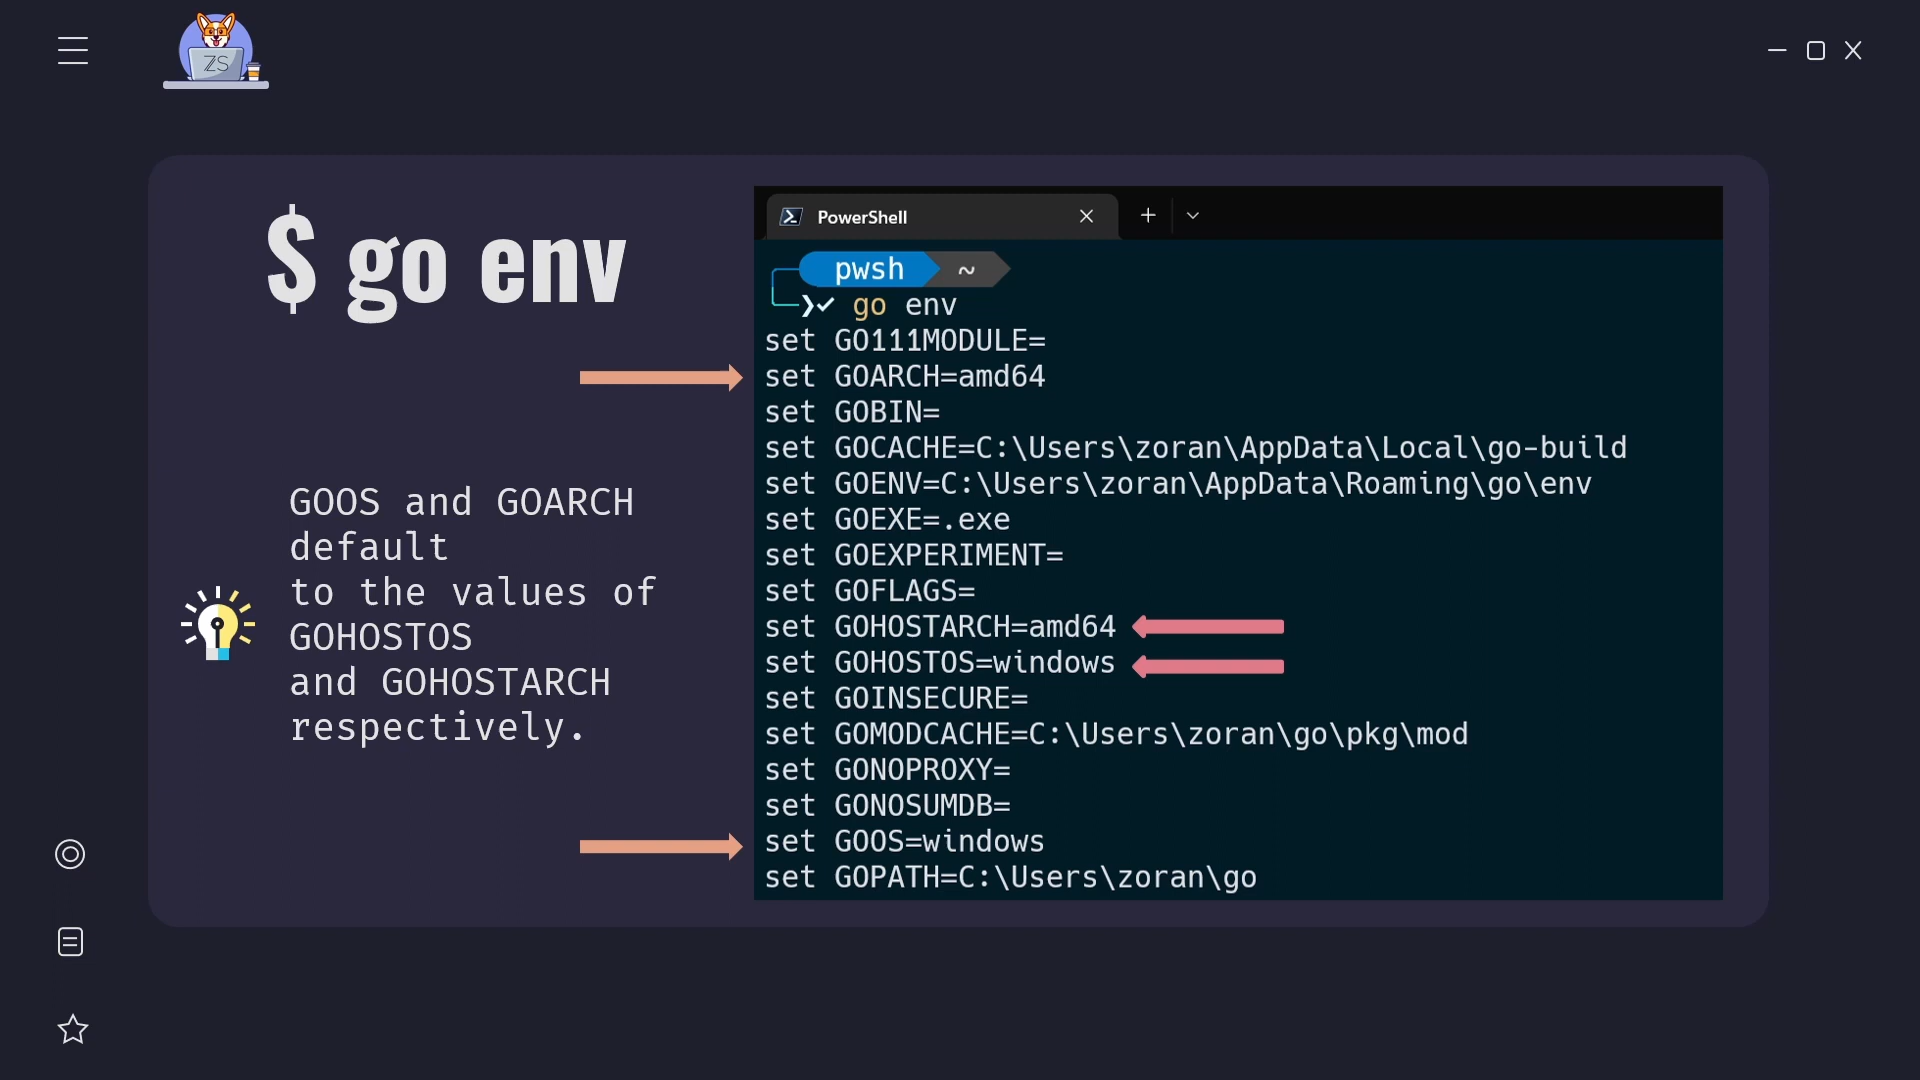 ZS
$ go env
GOOS and GOARCH
default
to the values of
GOHOSTOS
and GOHOSTARCH
respectively.
PowerShell
pwsh ~
❯✓ go env
set GO111MODULE=
set GOARCH=amd64
set GOBIN=
set GOCACHE=C:\Users\zoran\AppData\Local\go-build
set GOENV=C:\Users\zoran\AppData\Roaming\go\env
set GOEXE=.exe
set GOEXPERIMENT=
set GOFLAGS=
set GOHOSTARCH=amd64
set GOHOSTOS=windows
set GOINSECURE=
set GOMODCACHE=C:\Users\zoran\go\pkg\mod
set GONOPROXY=
set GONOSUMDB=
set GOOS=windows
set GOPATH=C:\Users\zoran\go